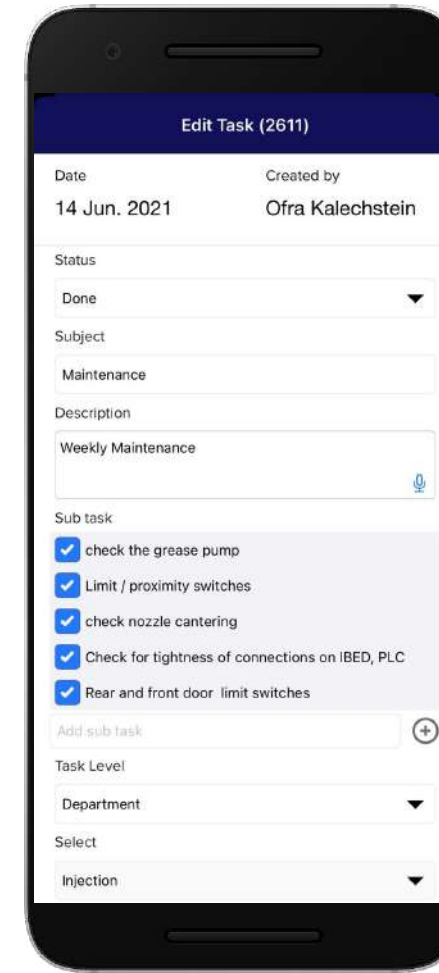 Edit Task (2611)
Date Created by
14 Jun. 2021 Ofra Kalechstein
Status
Done
Subject
Maintenance
Description
Weekly Maintenance
Sub task
check the grease pump
Limit / proximity switches
check nozzle cantering
Check for tightness of connections on IBED, PLC
Rear and front door limit switches
Add sub task
Task Level
Department
Select
Injection